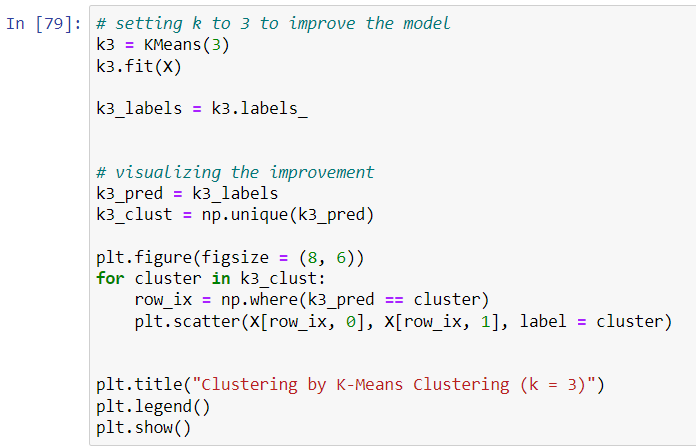 In [79]: # setting k to 3 to improve the model
k3 = KMeans(3)
k3.fit(X)
k3_labels = k3.labels_
# visualizing the improvement
k3_pred = k3_labels
k3_clust = np.unique(k3_pred)
plt.figure(figsize = (8, 6))
for cluster in k3_clust:
    row_ix = np.where(k3_pred == cluster)
    plt.scatter(X[row_ix, 0], X[row_ix, 1], label = cluster)
plt.title("Clustering by K-Means Clustering (k = 3)")
plt.legend()
plt.show()